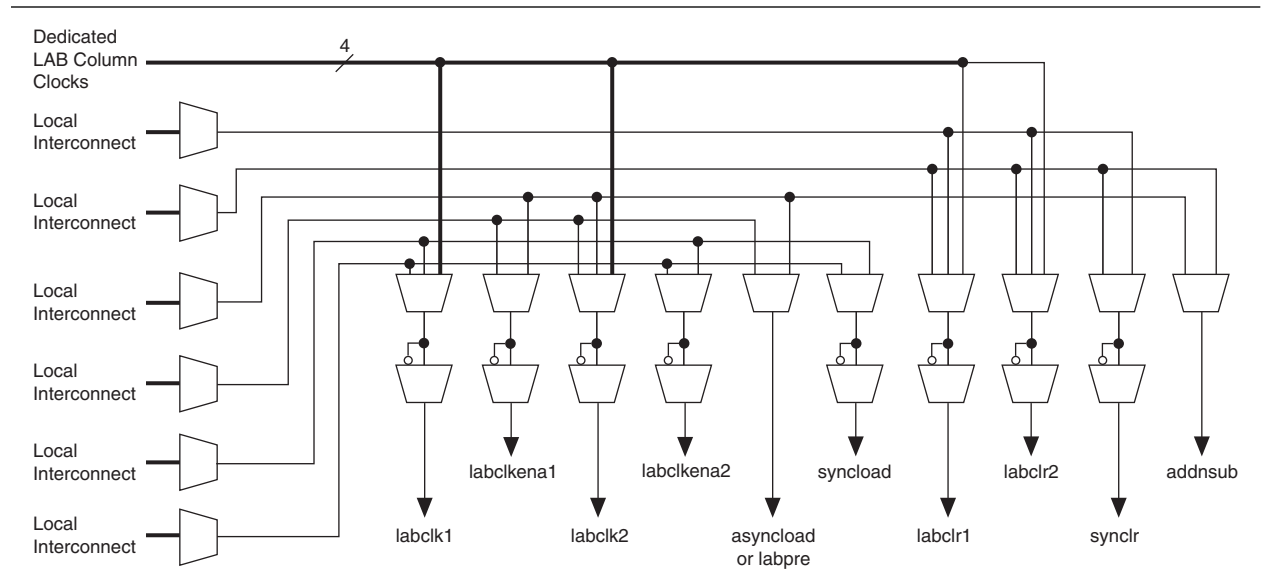 Dedicated
LAB Column
Clocks
4
Local
Interconnect
Local
Interconnect
Local
Interconnect
Local
Interconnect
Local
Interconnect
Local
Interconnect
labclkena1
labclkena2
syncload
labclr2
addnsub
labclk1
labclk2
asyncload
or labpre
labclr1
synclr